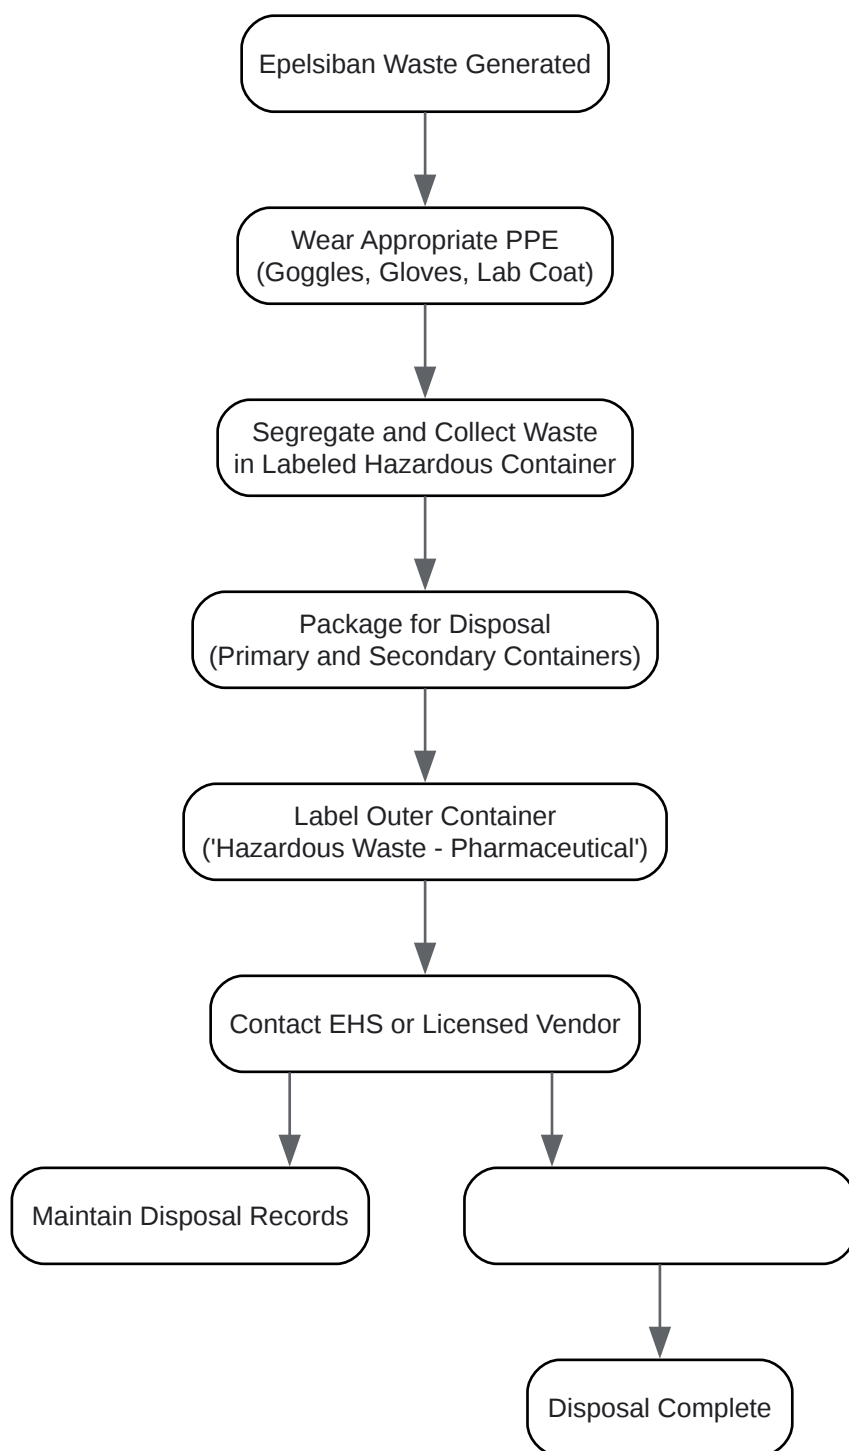 Epelsiban Waste Generated
Wear Appropriate PPE
(Goggles, Gloves, Lab Coat)
Segregate and Collect Waste
in Labeled Hazardous Container
Package for Disposal
(Primary and Secondary Containers)
Label Outer Container
('Hazardous Waste - Pharmaceutical')
Contact EHS or Licensed Vendor
Maintain Disposal Records
Disposal Complete